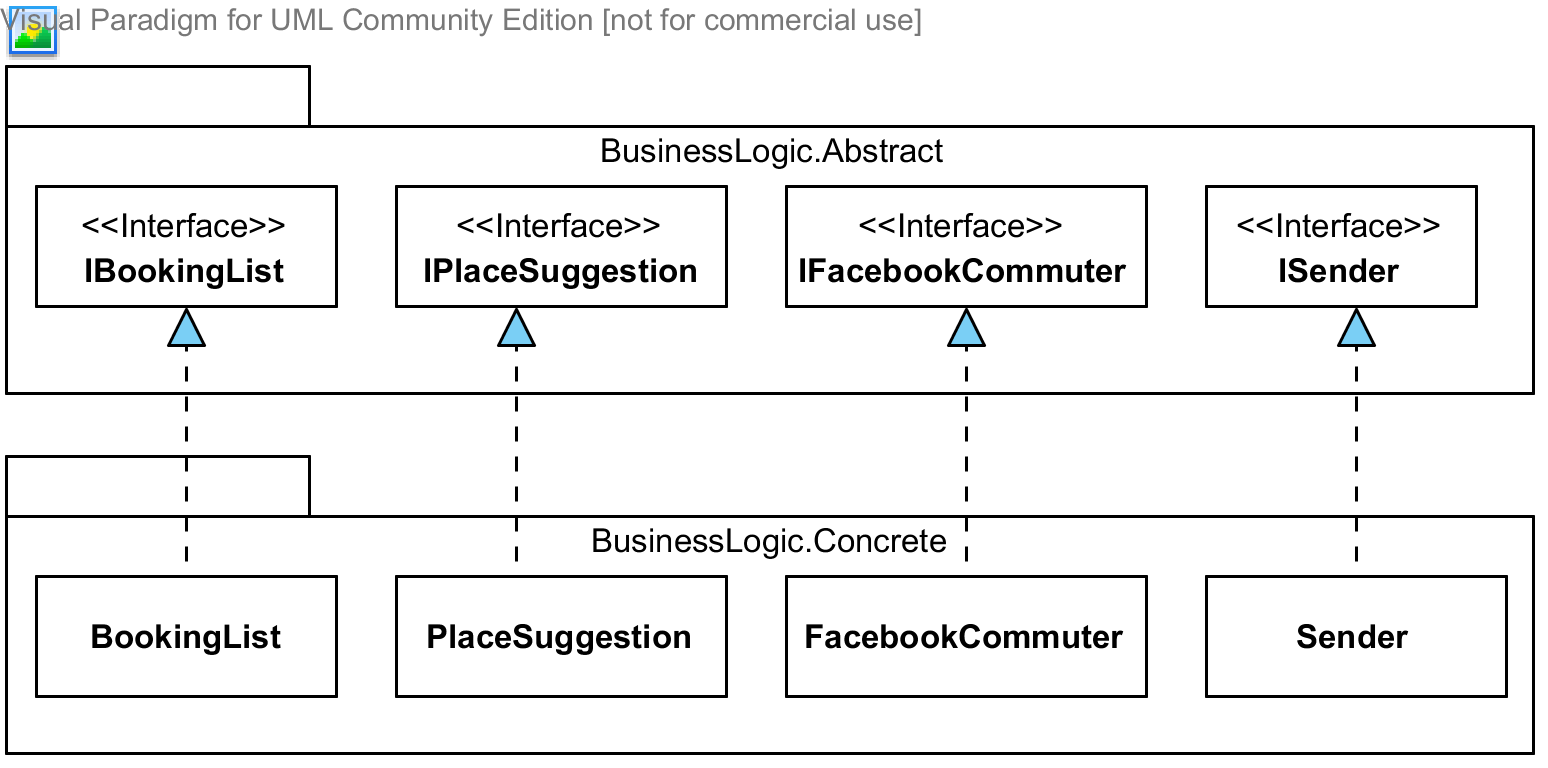 Visual Paradigm for UML Community Edition [not for commercial use]
BusinessLogic.Abstract
<<Interface>>
IBookingList
<<Interface>>
IPlaceSuggestion
<<Interface>>
IFacebookCommuter
<<Interface>>
ISender
BusinessLogic.Concrete
BookingList
PlaceSuggestion
FacebookCommuter
Sender